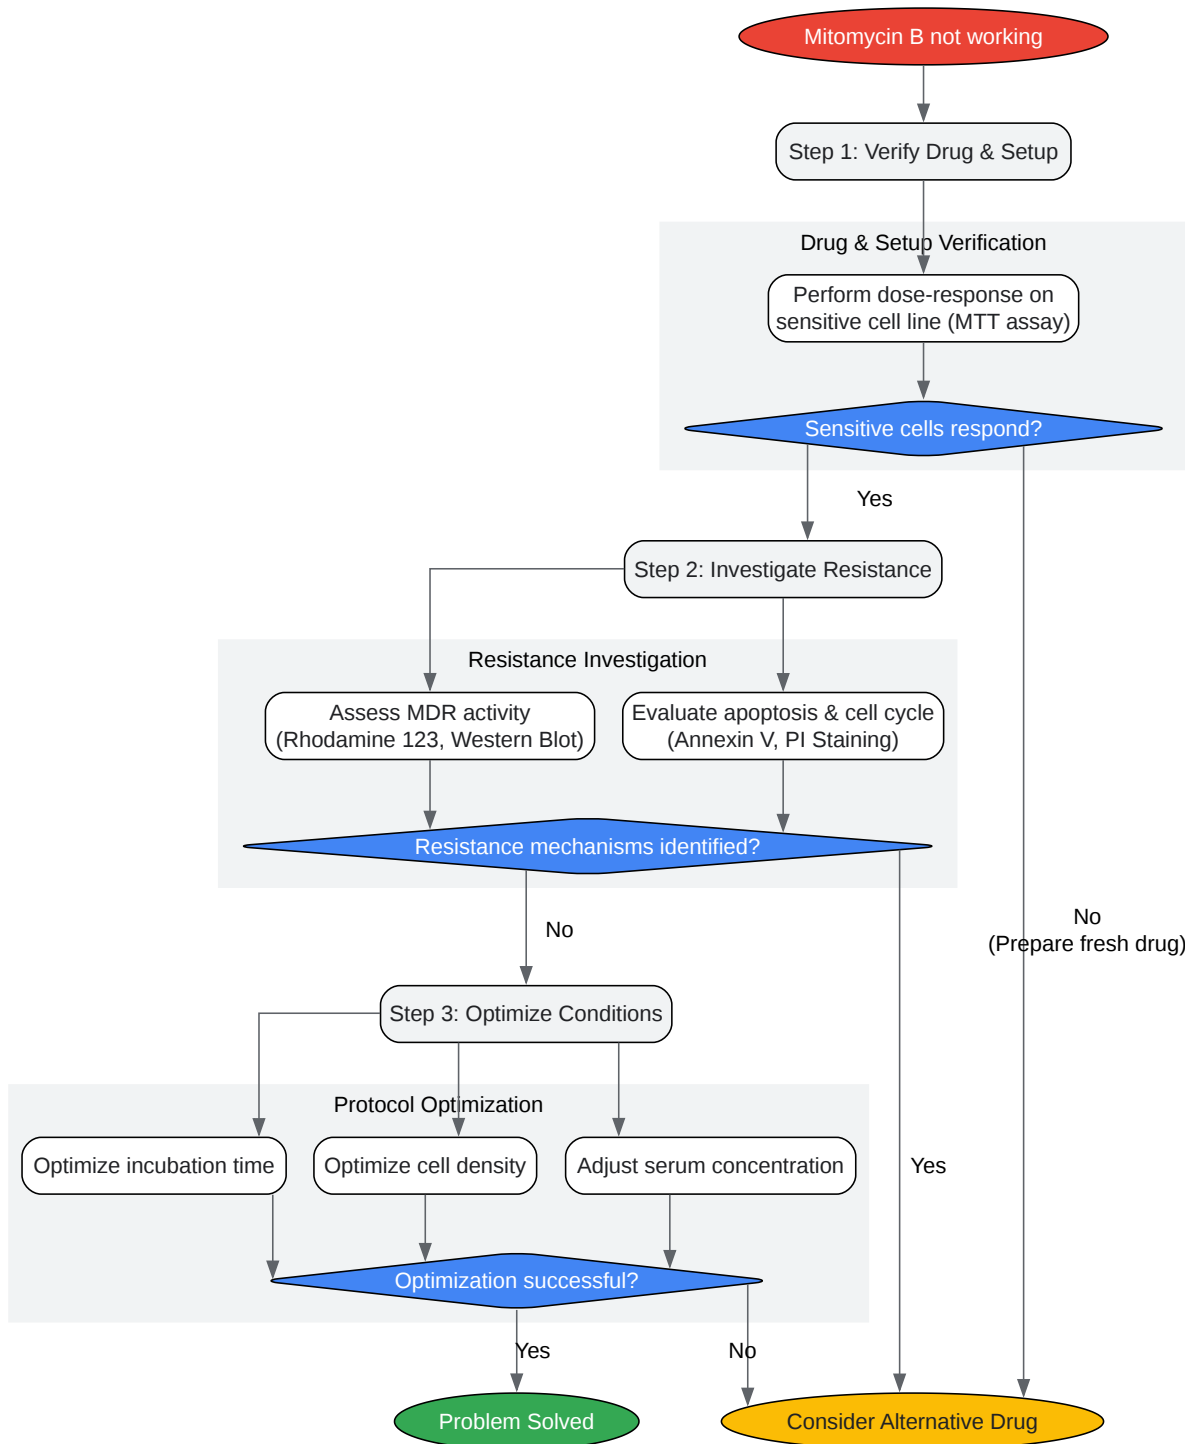 Mitomycin B not working
Step 1: Verify Drug & Setup
Drug & Setup Verification
Perform dose-response on
sensitive cell line (MTT assay)
Sensitive cells respond?
Yes
Step 2: Investigate Resistance
Resistance Investigation
Assess MDR activity
(Rhodamine 123, Western Blot)
Evaluate apoptosis & cell cycle
(Annexin V, PI Staining)
Resistance mechanisms identified?
No
No
(Prepare fresh drug)
Step 3: Optimize Conditions
Protocol Optimization
Optimize incubation time
Optimize cell density
Adjust serum concentration
Yes
Optimization successful?
Yes
No
Problem Solved
Consider Alternative Drug